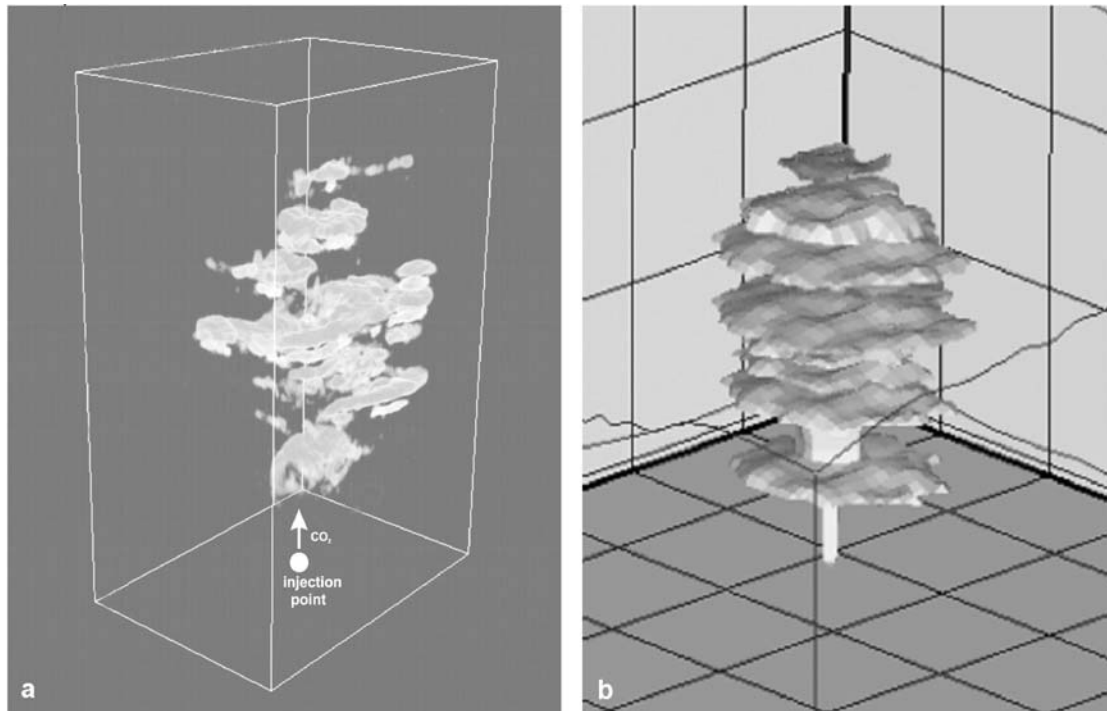 CO₂
injection
point
a
b